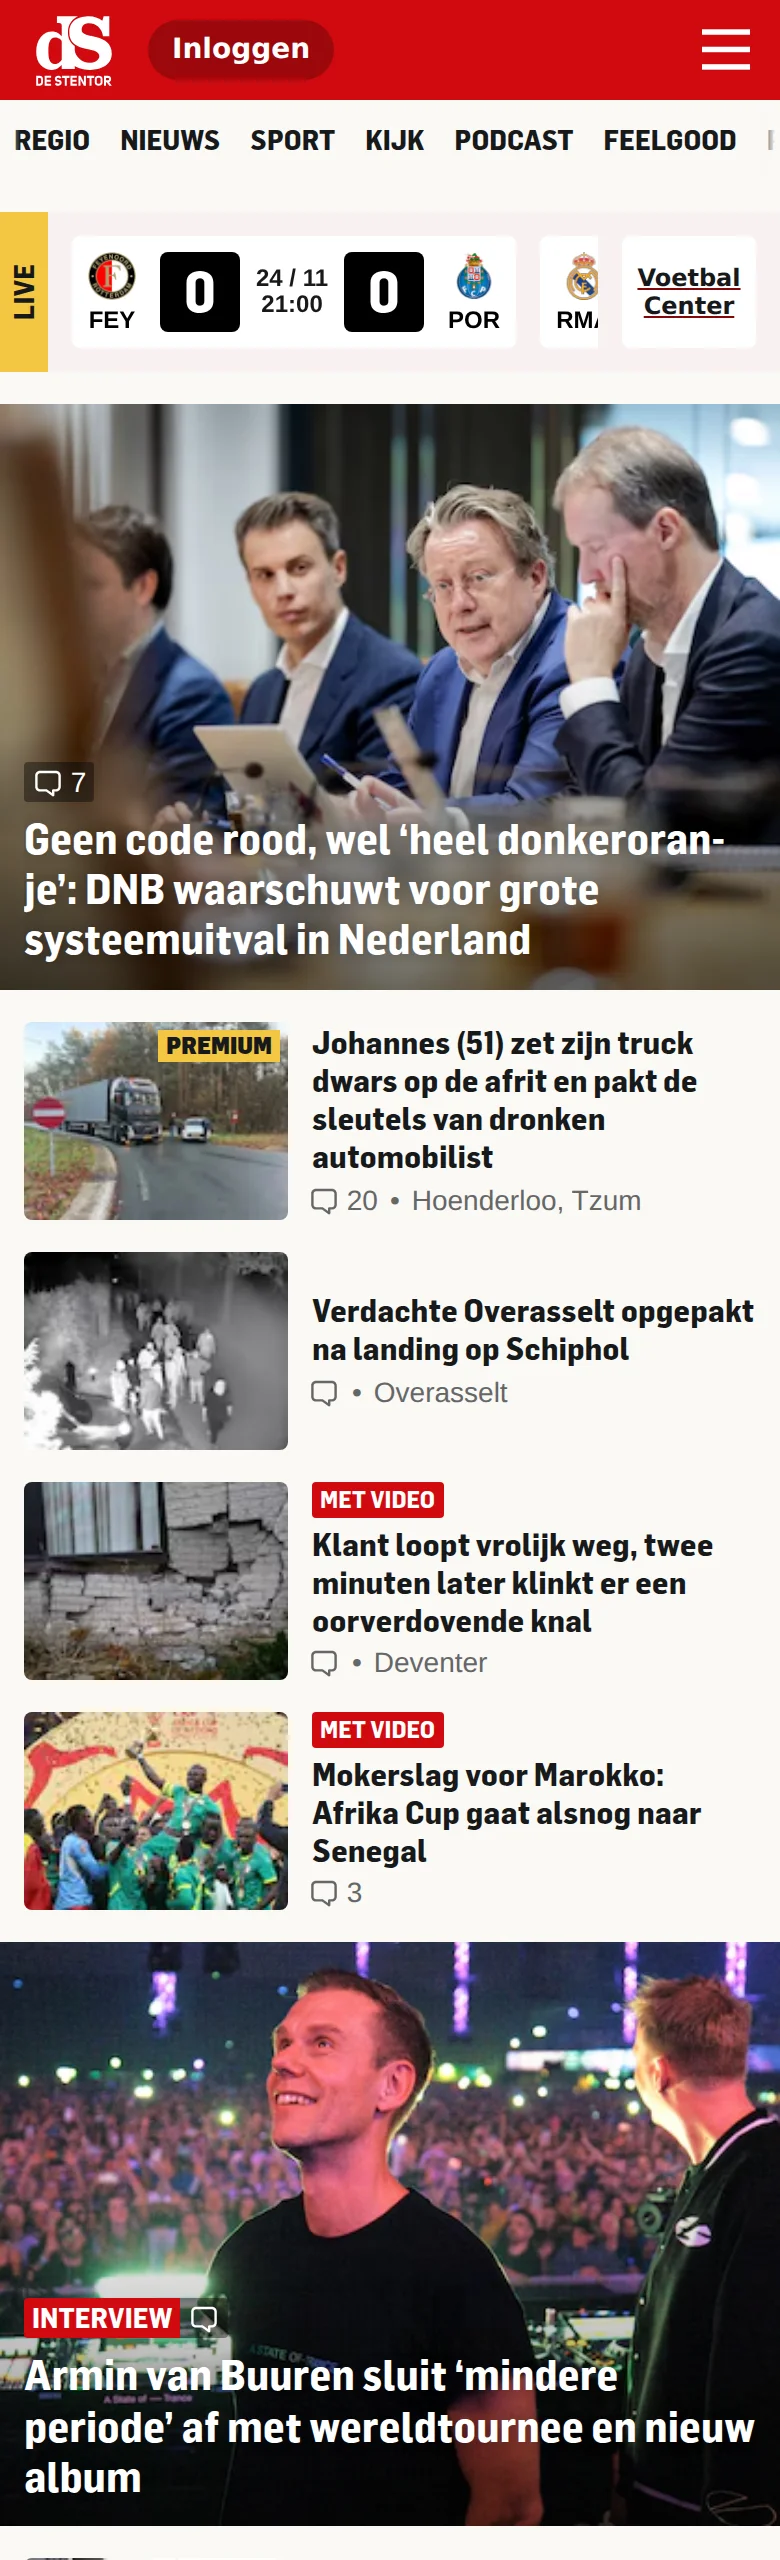 dS
DE STENTOR
Inloggen
REGIO NIEUWS SPORT KIJK PODCAST FEELGOOD
LIVE
FEY
0
24 / 11
21:00
0
POR
RMA
Voetbal
Center
7
Geen code rood, wel ‘heel donkeroran-
je’: DNB waarschuwt voor grote
systeemuitval in Nederland
PREMIUM
Johannes (51) zet zijn truck
dwars op de afrit en pakt de
sleutels van dronken
automobilist
20 • Hoenderloo, Tzum
Verdachte Overasselt opgepakt
na landing op Schiphol
• Overasselt
MET VIDEO
Klant loopt vrolijk weg, twee
minuten later klinkt er een
oorverdovende knal
• Deventer
MET VIDEO
Mokerslag voor Marokko:
Afrika Cup gaat alsnog naar
Senegal
3
INTERVIEW
Armin van Buuren sluit ‘mindere
periode’ af met wereldtournee en nieuw
album